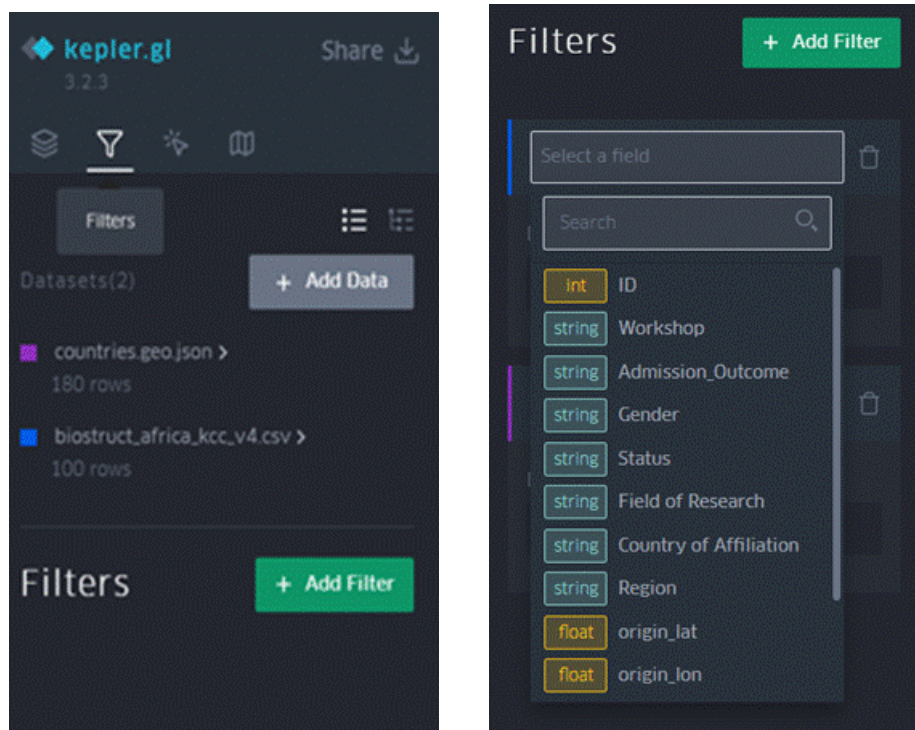 kepler.gl
Share
3.2.3
Filters
Datasets(2)
+ Add Data
countries.geo.json >
180 rows
biostruct_africa_kcc_v4.csv >
100 rows
Filters
+ Add Filter
Filters
+ Add Filter
Select a field
Search
int ID
string Workshop
string Admission_Outcome
string Gender
string Status
string Field of Research
string Country of Affiliation
string Region
float origin_lat
float origin_lon